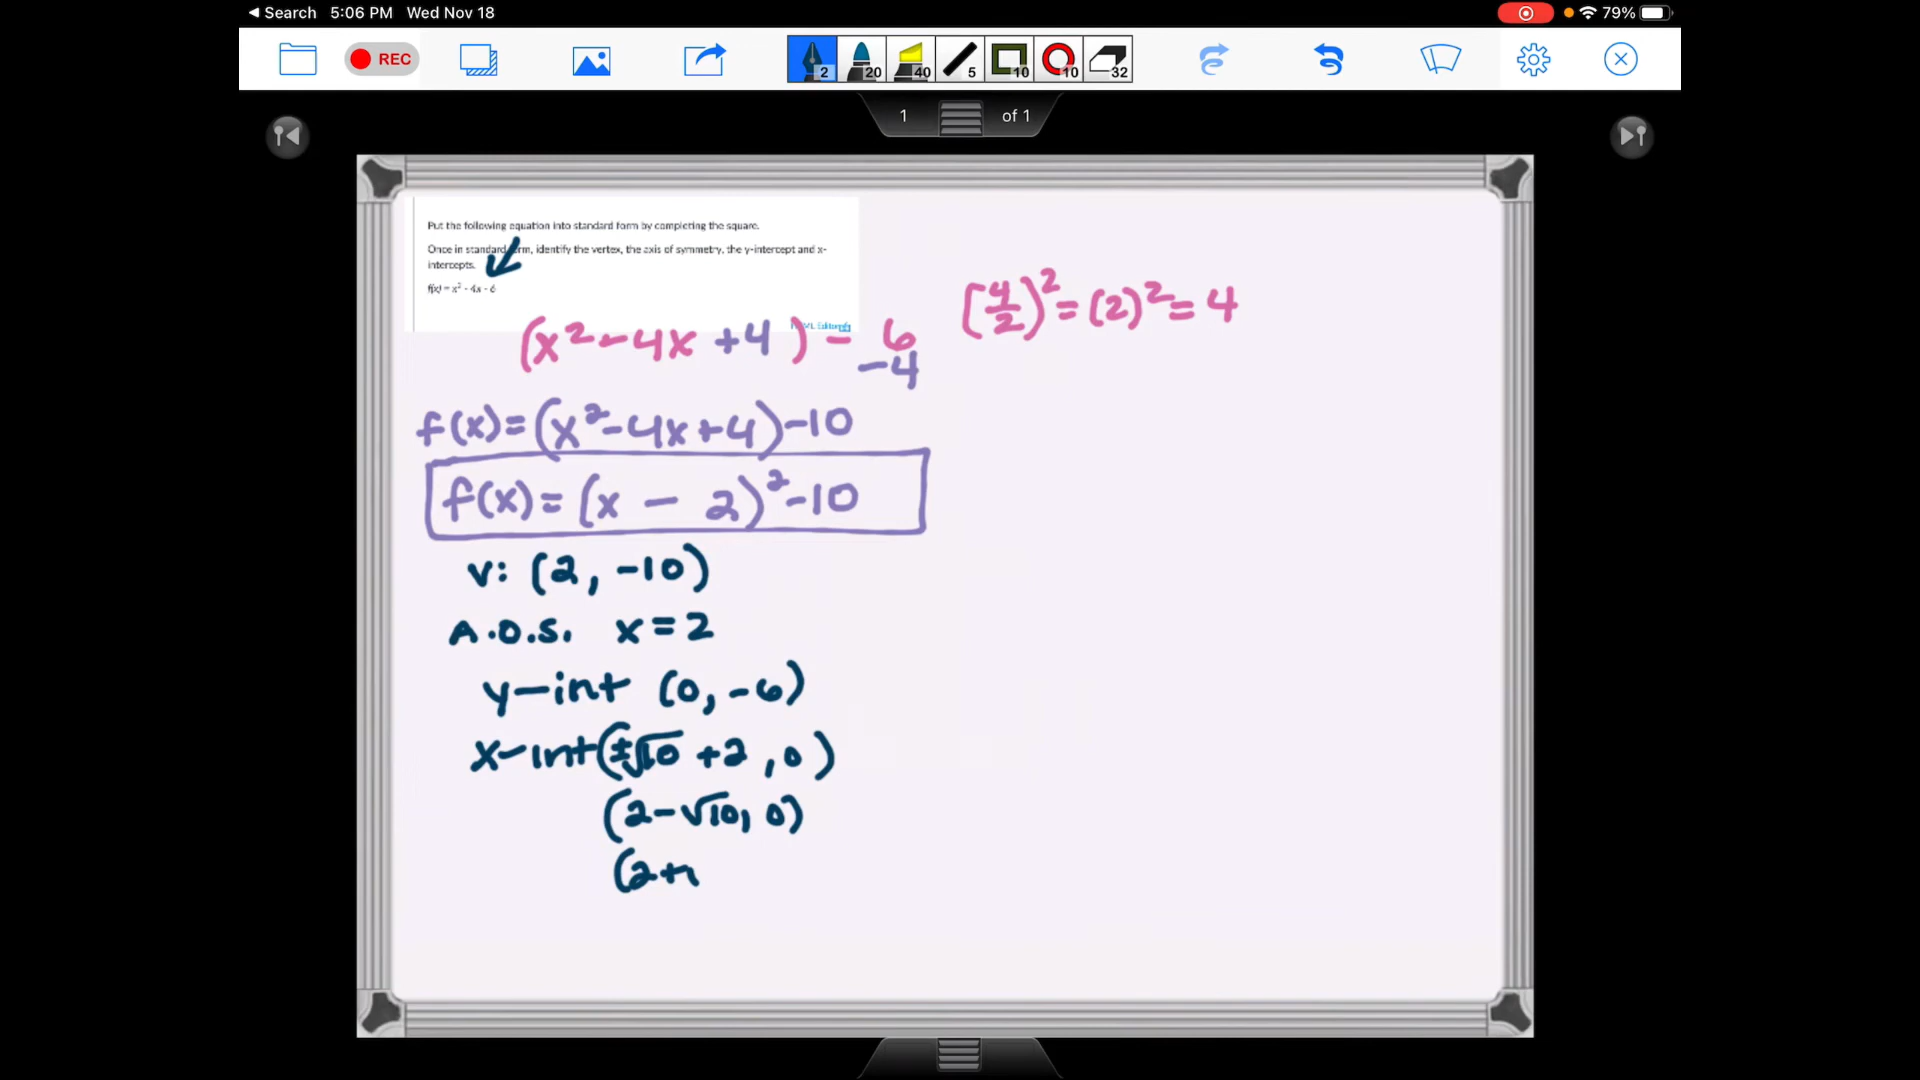 Search 5:06 PM Wed Nov 18 79%
REC 2 20 40 5 10 10 32
1 of 1
Put the following equation into standard form by completing the square.
Once in standard form, identify the vertex, the axis of symmetry, the y-intercept and x-
intercepts.
f(x) = x² - 4x - 6
(x² - 4x + 4 ) - 6
- 4
(4/2)² = (2)² = 4
f(x) = (x² - 4x + 4) - 10
f(x) = (x - 2)² - 10
v: (2, -10)
A.O.S. x = 2
y-int (0, -6)
x-int (±√10 + 2, 0)
(2 - √10, 0)
(2 +